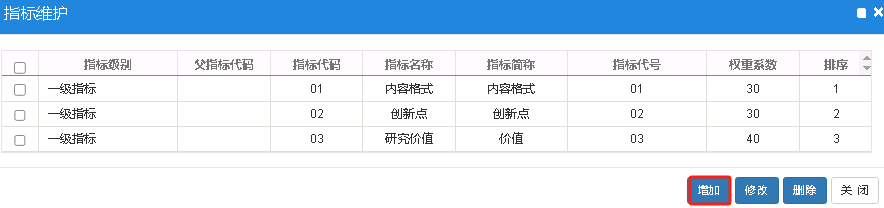 指标维护
指标级别 父指标代码 指标代码 指标名称 指标简称 指标代号 权重系数 排序
一级指标 01 内容格式 内容格式 01 30 1
一级指标 02 创新点 创新点 02 30 2
一级指标 03 研究价值 价值 03 40 3
增加 修改 删除 关 闭